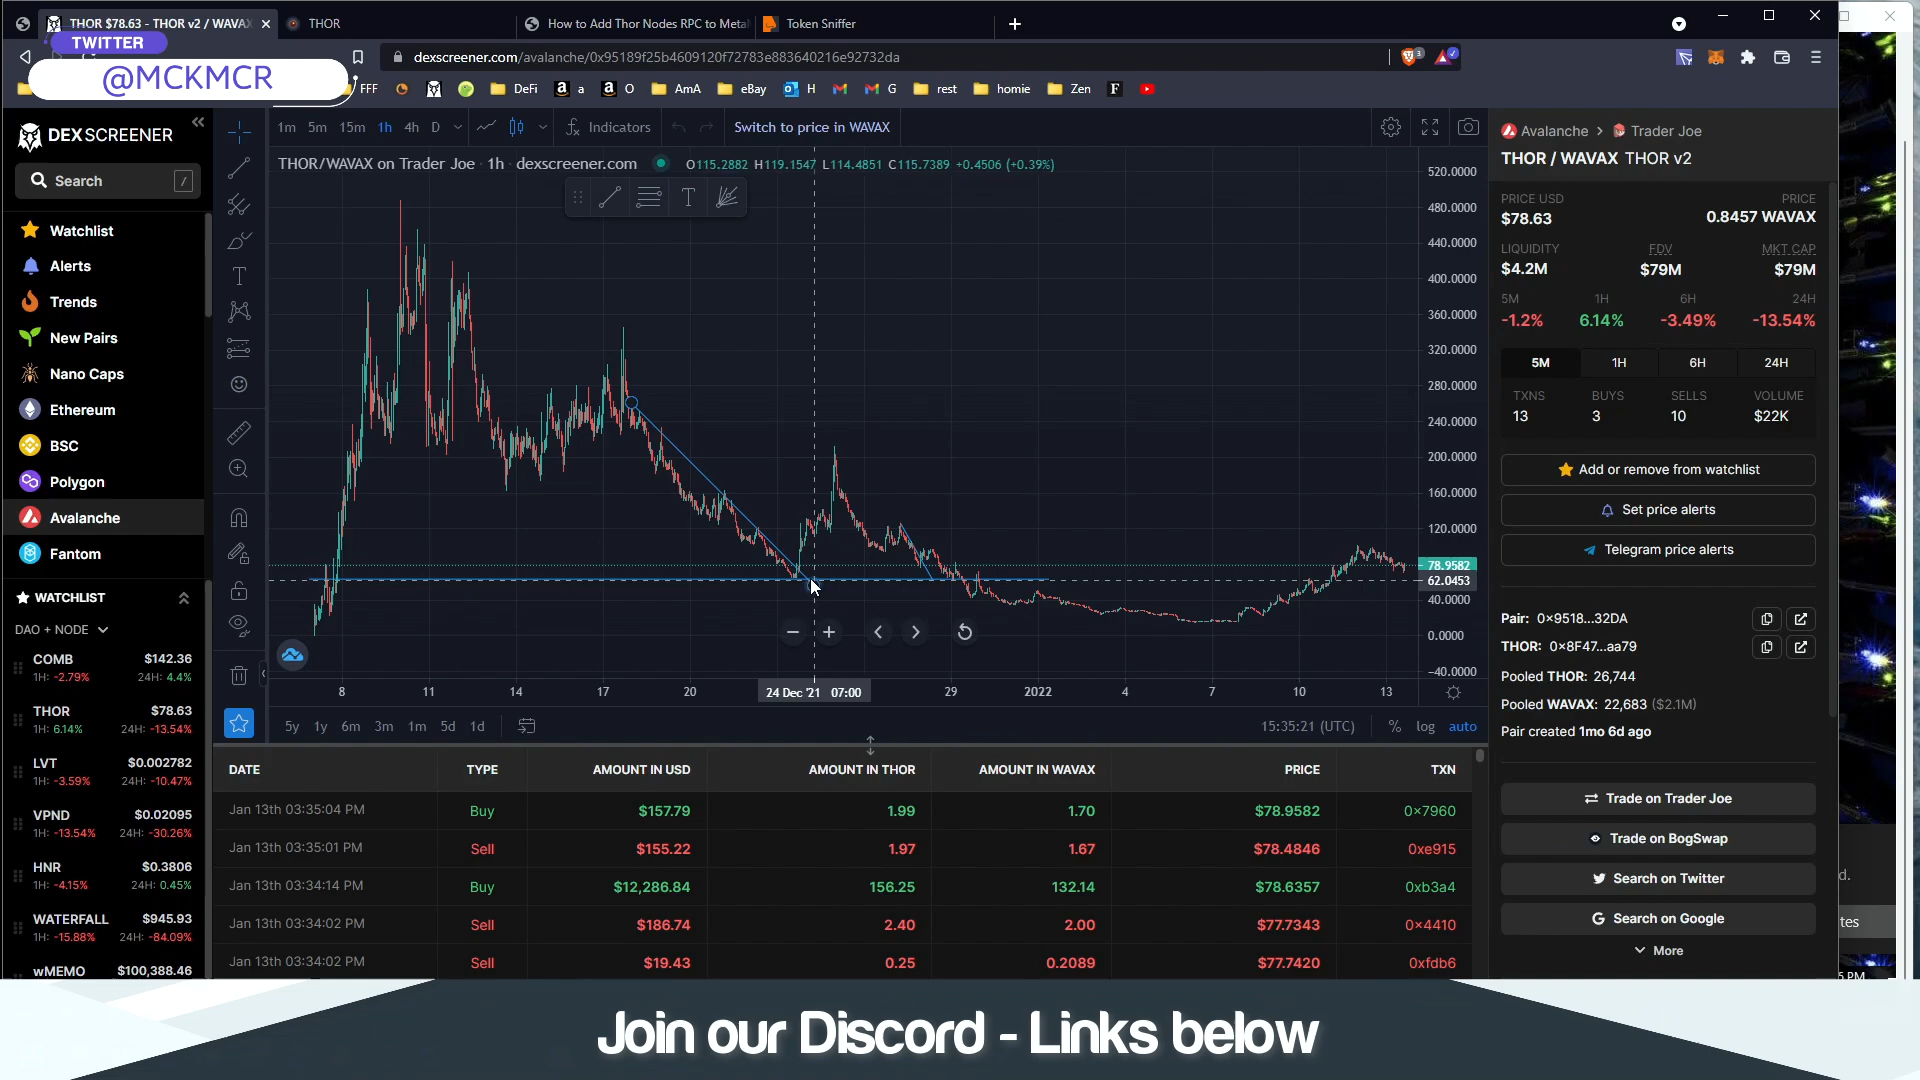 THOR $78.63 - THOR v2 / WAVA
THOR
How to Add Thor Nodes RPC to Meta
Token Sniffer
TWITTER
@MCKMCR
dexscreener.com/avalanche/0x95189f25b4609120f72783e883640216e92732da
3
FFF
DeFi
a
O
AmA
eBay
H
G
rest
homie
Zen
F
DEX SCREENER
Search
/
1m 5m 15m 1h 4h D
Indicators
Switch to price in WAVAX
THOR/WAVAX on Trader Joe · 1h · dexscreener.com
O115.2882 H119.1547 L114.4851 C115.7389 +0.4506 (+0.39%)
Watchlist
Alerts
Trends
New Pairs
Nano Caps
Ethereum
BSC
Polygon
Avalanche
Fantom
WATCHLIST
DAO + NODE
COMB $142.36
1H: -2.79% 24H: 4.4%
THOR $78.63
1H: 6.14% 24H: -13.54%
LVT $0.002782
1H: -3.59% 24H: -10.47%
VPND $0.02095
1H: -13.54% 24H: -30.26%
HNR $0.3806
1H: -4.15% 24H: 0.45%
WATERFALL $945.93
1H: -15.88% 24H: -84.09%
wMEMO $100,388.46
520.0000
480.0000
440.0000
400.0000
360.0000
320.0000
280.0000
240.0000
200.0000
160.0000
120.0000
78.9582
62.0453
40.0000
0.0000
-40.0000
8 11 14 17 20 24 Dec '21 07:00 29 2022 4 7 10 13
5y 1y 6m 3m 1m 5d 1d
15:35:21 (UTC)
% log auto
DATE TYPE AMOUNT IN USD AMOUNT IN THOR AMOUNT IN WAVAX PRICE TXN
Jan 13th 03:35:04 PM Buy $157.79 1.99 1.70 $78.9582 0x7960
Jan 13th 03:35:01 PM Sell $155.22 1.97 1.67 $78.4846 0xe915
Jan 13th 03:34:14 PM Buy $12,286.84 156.25 132.14 $78.6357 0xb3a4
Jan 13th 03:34:02 PM Sell $186.74 2.40 2.00 $77.7343 0x4410
Jan 13th 03:34:02 PM Sell $19.43 0.25 0.2089 $77.7420 0xfdb6
Avalanche > Trader Joe
THOR / WAVAX THOR v2
PRICE USD PRICE
$78.63 0.8457 WAVAX
LIQUIDITY FDV MKT CAP
$4.2M $79M $79M
5M 1H 6H 24H
-1.2% 6.14% -3.49% -13.54%
5M 1H 6H 24H
TXNS BUYS SELLS VOLUME
13 3 10 $22K
Add or remove from watchlist
Set price alerts
Telegram price alerts
Pair: 0x9518...32DA
THOR: 0x8F47...aa79
Pooled THOR: 26,744
Pooled WAVAX: 22,683 ($2.1M)
Pair created 1mo 6d ago
Trade on Trader Joe
Trade on BogSwap
Search on Twitter
Search on Google
More
d.
tes
5 PM
Join our Discord - Links below